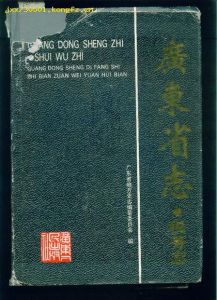 jxx730001.kongfz.cn
GUANG DONG SHENG ZHI
SHUI WU ZHI
GUANG DONG SHENG DI FANG SHI
ZHI BIAN ZUAN WEI YUAN HUI BIAN
廣東省志
广东省地方史志编纂委员会 编